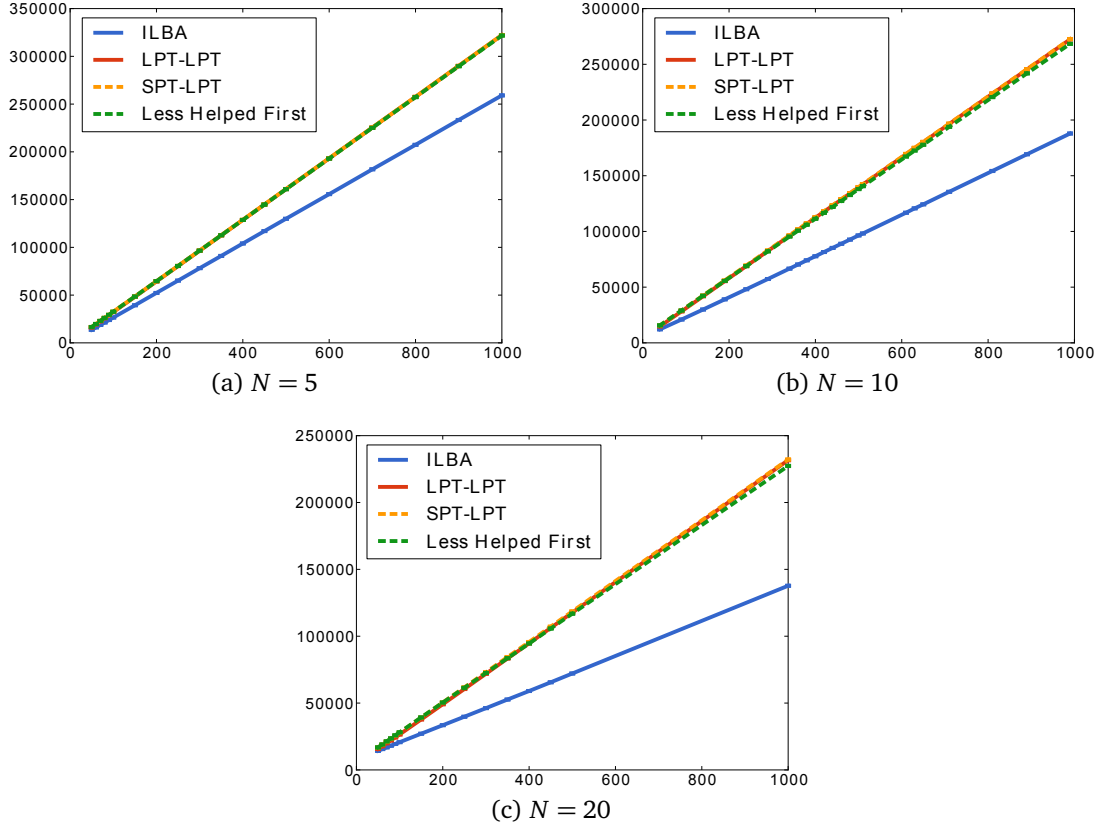 350000
300000
250000
200000
150000
100000
50000
0
ILBA
LPT-LPT
SPT-LPT
Less Helped First
0 200 400 600 800 1000
(a) N = 5
300000
250000
200000
150000
100000
50000
0
ILBA
LPT-LPT
SPT-LPT
Less Helped First
0 200 400 600 800 1000
(b) N = 10
250000
200000
150000
100000
50000
0
ILBA
LPT-LPT
SPT-LPT
Less Helped First
0 200 400 600 800 1000
(c) N = 20